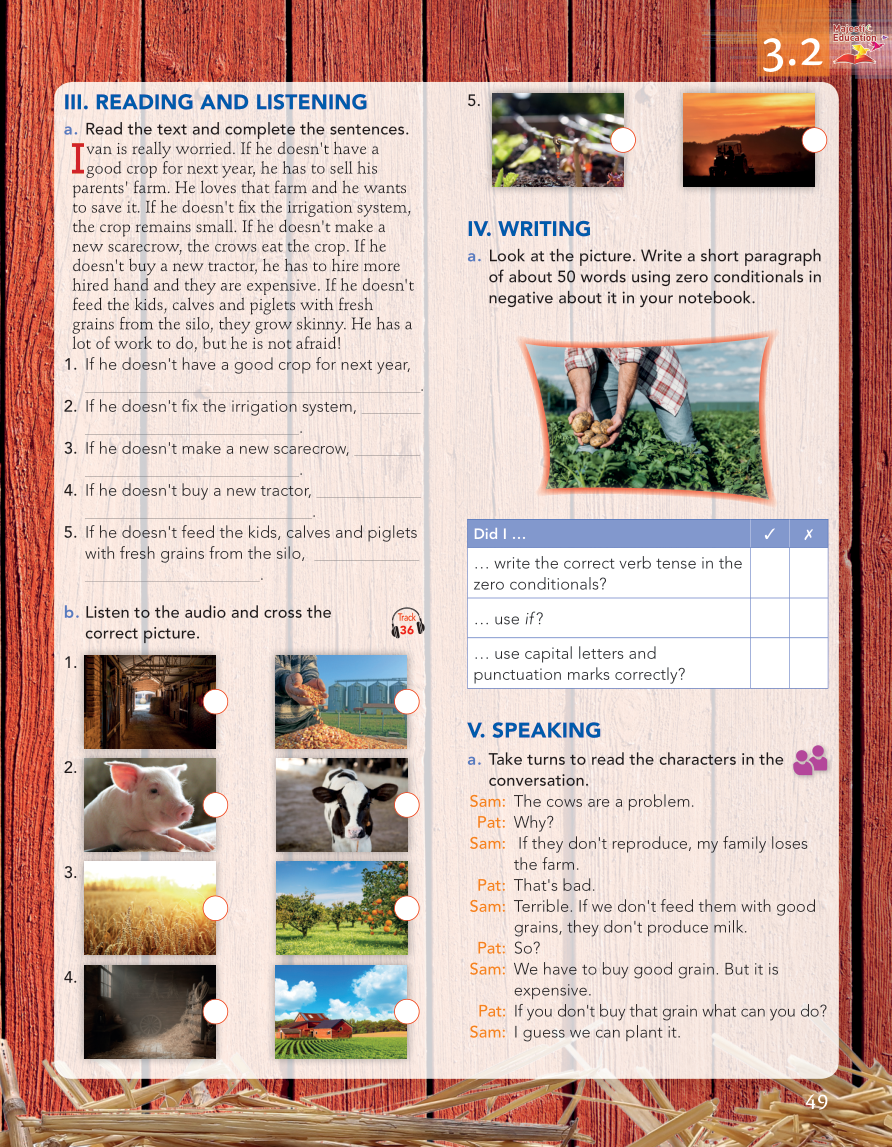 3.2
Majestic
Education
III. READING AND LISTENING
a. Read the text and complete the sentences.
Ivan is really worried. If he doesn't have a
good crop for next year, he has to sell his
parents' farm. He loves that farm and he wants
to save it. If he doesn't fix the irrigation system,
the crop remains small. If he doesn't make a
new scarecrow, the crows eat the crop. If he
doesn't buy a new tractor, he has to hire more
hired hand and they are expensive. If he doesn't
feed the kids, calves and piglets with fresh
grains from the silo, they grow skinny. He has a
lot of work to do, but he is not afraid!
1. If he doesn't have a good crop for next year,
.
2. If he doesn't fix the irrigation system,
.
3. If he doesn't make a new scarecrow,
.
4. If he doesn't buy a new tractor,
.
5. If he doesn't feed the kids, calves and piglets
with fresh grains from the silo,
.
b. Listen to the audio and cross the
correct picture.
Track
36
1.
2.
3.
4.
5.
IV. WRITING
a. Look at the picture. Write a short paragraph
of about 50 words using zero conditionals in
negative about it in your notebook.
Did I … ✓ ✗
… write the correct verb tense in the
zero conditionals?
… use if?
… use capital letters and
punctuation marks correctly?
V. SPEAKING
a. Take turns to read the characters in the
conversation.
Sam: The cows are a problem.
Pat: Why?
Sam: If they don't reproduce, my family loses
the farm.
Pat: That's bad.
Sam: Terrible. If we don't feed them with good
grains, they don't produce milk.
Pat: So?
Sam: We have to buy good grain. But it is
expensive.
Pat: If you don't buy that grain what can you do?
Sam: I guess we can plant it.
49